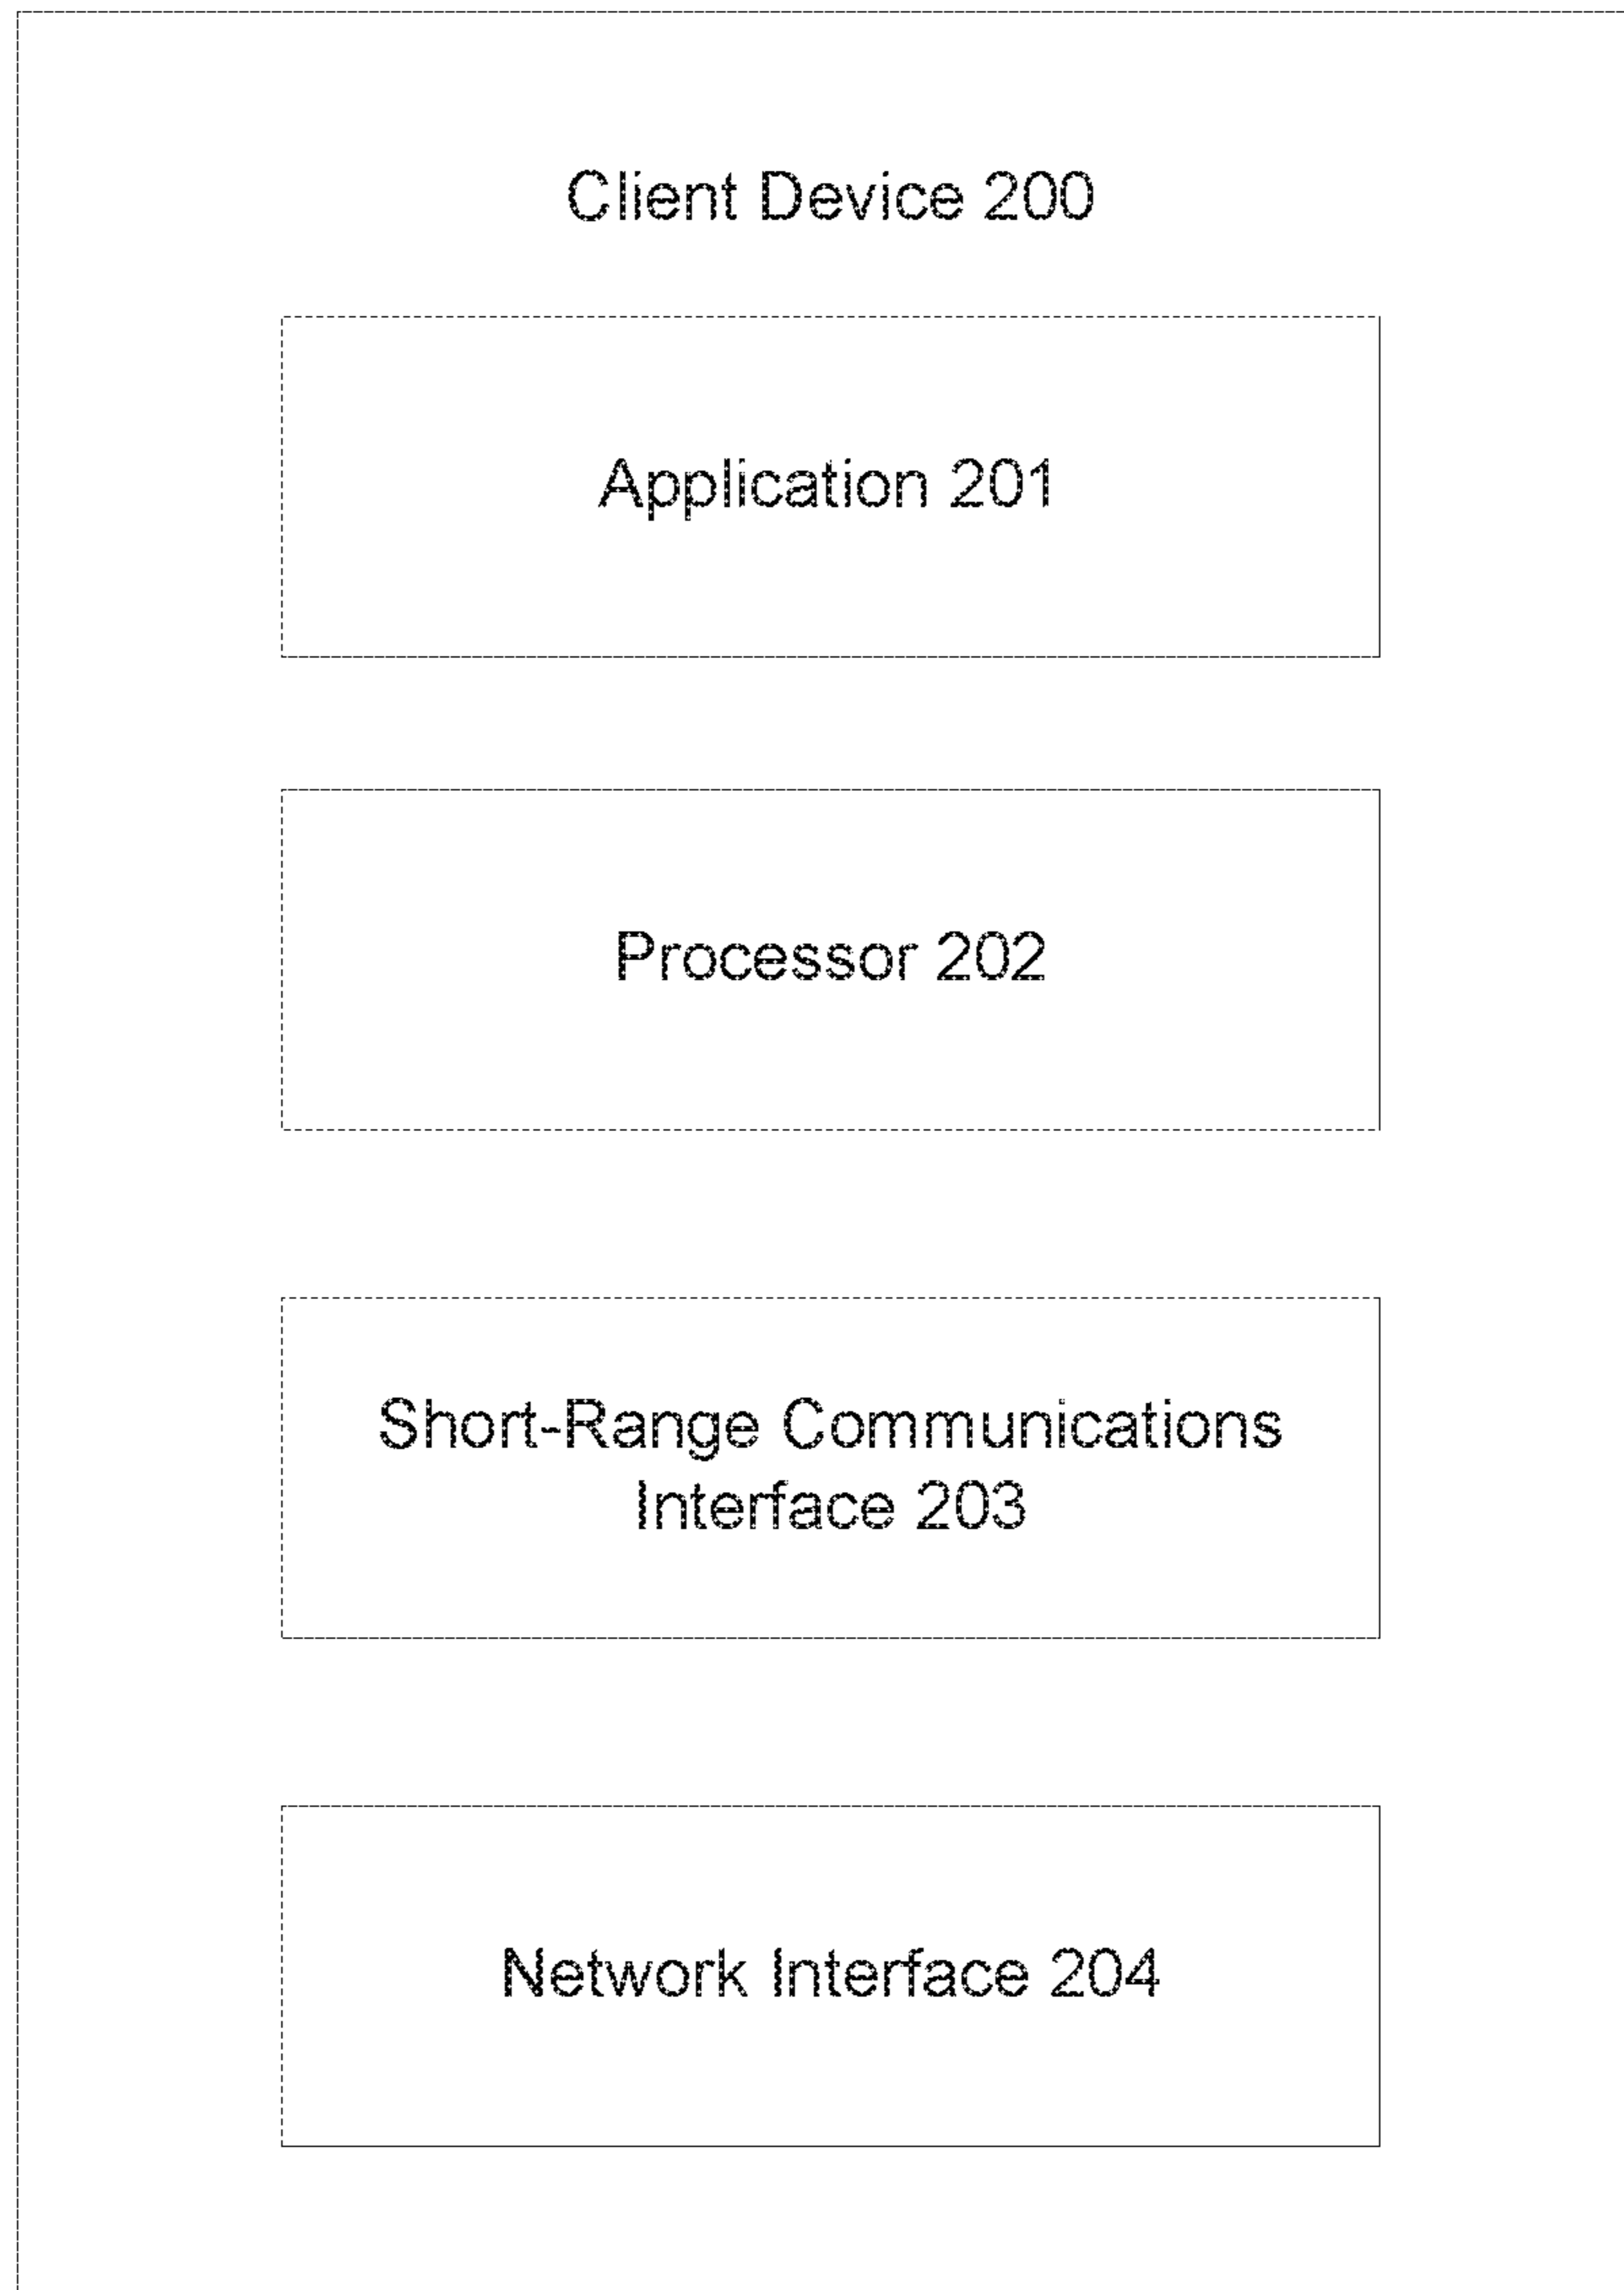 Client Device 200
Application 201
Processor 202
Short-Range Communications
Interface 203
Network Interface 204